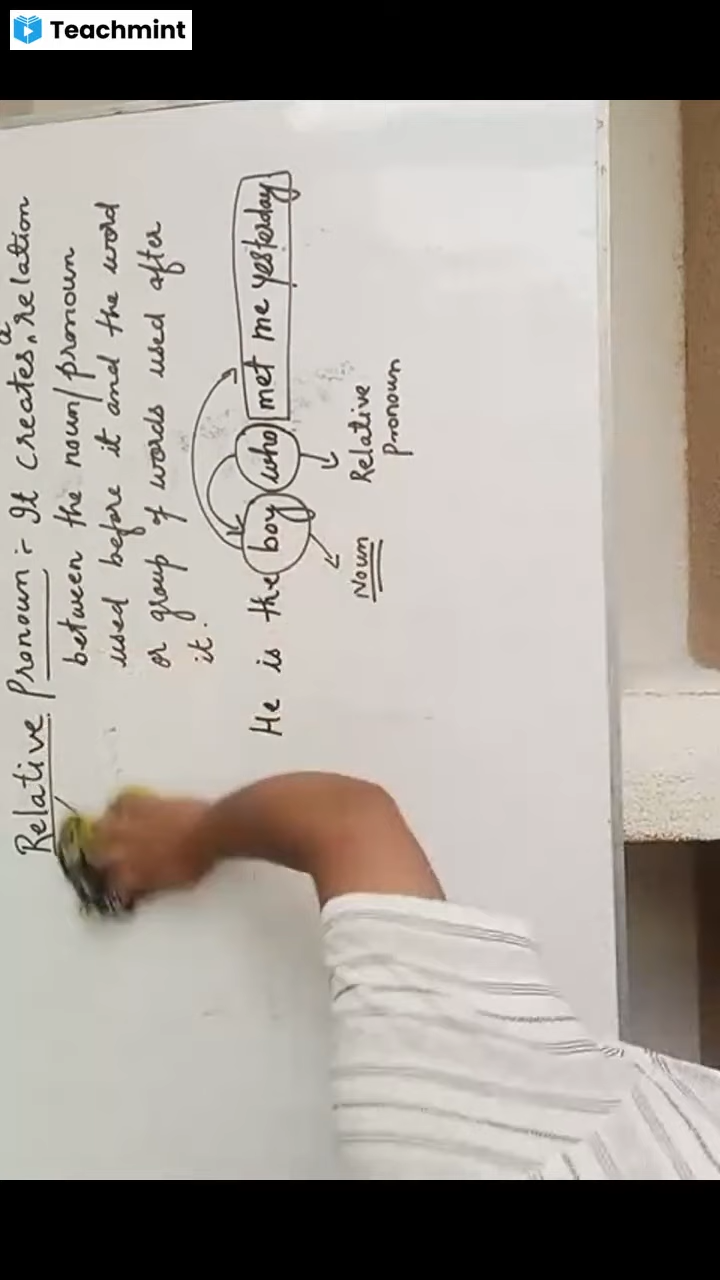 Teachmint
Relative Pronoun :- It creates a relation
between the noun/pronoun
used before it and the word
or group of words used after
it.
He is the boy who met me yesterday
Noun
Relative
Pronoun